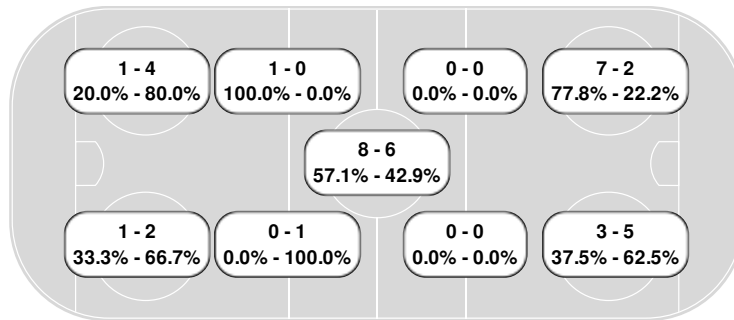 1 - 4
20.0% - 80.0%
1 - 0
100.0% - 0.0%
0 - 0
0.0% - 0.0%
7 - 2
77.8% - 22.2%
8 - 6
57.1% - 42.9%
1 - 2
33.3% - 66.7%
0 - 1
0.0% - 100.0%
0 - 0
0.0% - 0.0%
3 - 5
37.5% - 62.5%